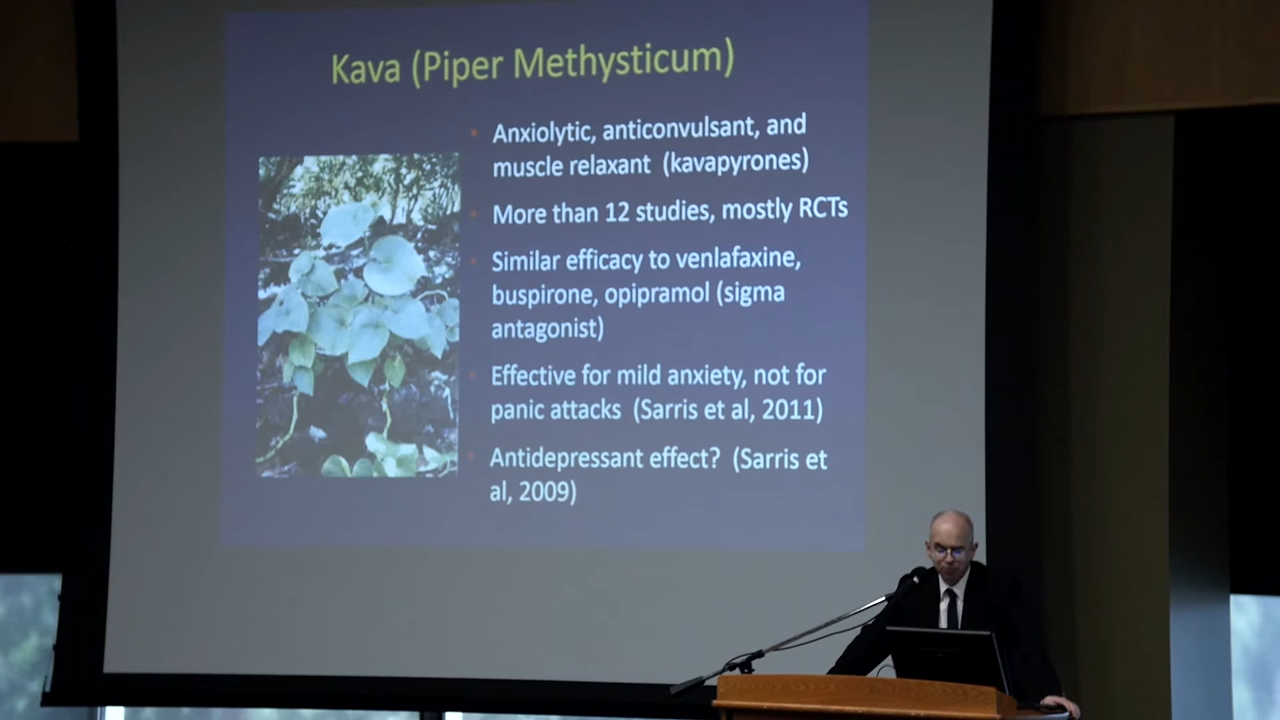 Kava (Piper Methysticum)
Anxiolytic, anticonvulsant, and
muscle relaxant (kavapyrones)
More than 12 studies, mostly RCTs
Similar efficacy to venlafaxine,
buspirone, opipramol (sigma
antagonist)
Effective for mild anxiety, not for
panic attacks (Sarris et al, 2011)
Antidepressant effect? (Sarris et
al, 2009)